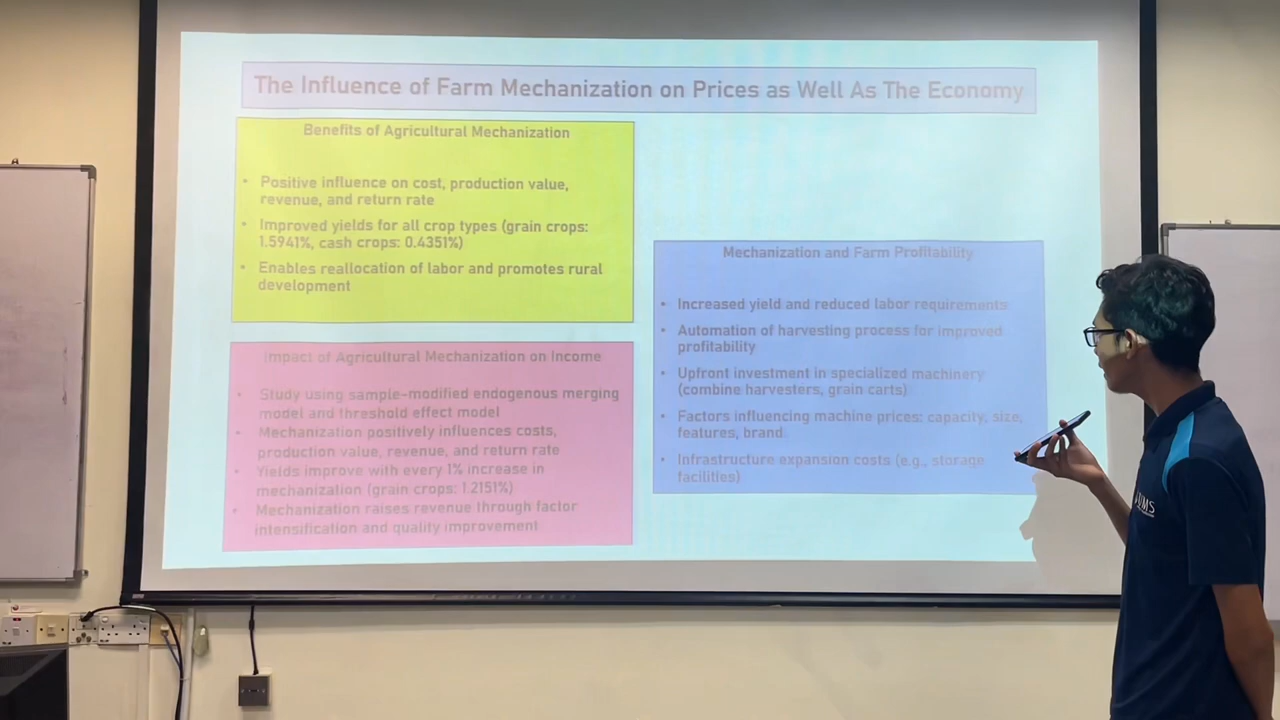 The Influence of Farm Mechanization on Prices as Well As The Economy
Benefits of Agricultural Mechanization
• Positive influence on cost, production value,
revenue, and return rate
• Improved yields for all crop types (grain crops:
1.5941%, cash crops: 0.4351%)
• Enables reallocation of labor and promotes rural
development
Impact of Agricultural Mechanization on Income
• Study using sample-modified endogenous merging
model and threshold effect model
• Mechanization positively influences costs,
production value, revenue, and return rate
• Yields improve with every 1% increase in
mechanization (grain crops: 1.2151%)
• Mechanization raises revenue through factor
intensification and quality improvement
Mechanization and Farm Profitability
• Increased yield and reduced labor requirements
• Automation of harvesting process for improved
profitability
• Upfront investment in specialized machinery
(combine harvesters, grain carts)
• Factors influencing machine prices: capacity, size,
features, brand
• Infrastructure expansion costs (e.g., storage
facilities)
UMS